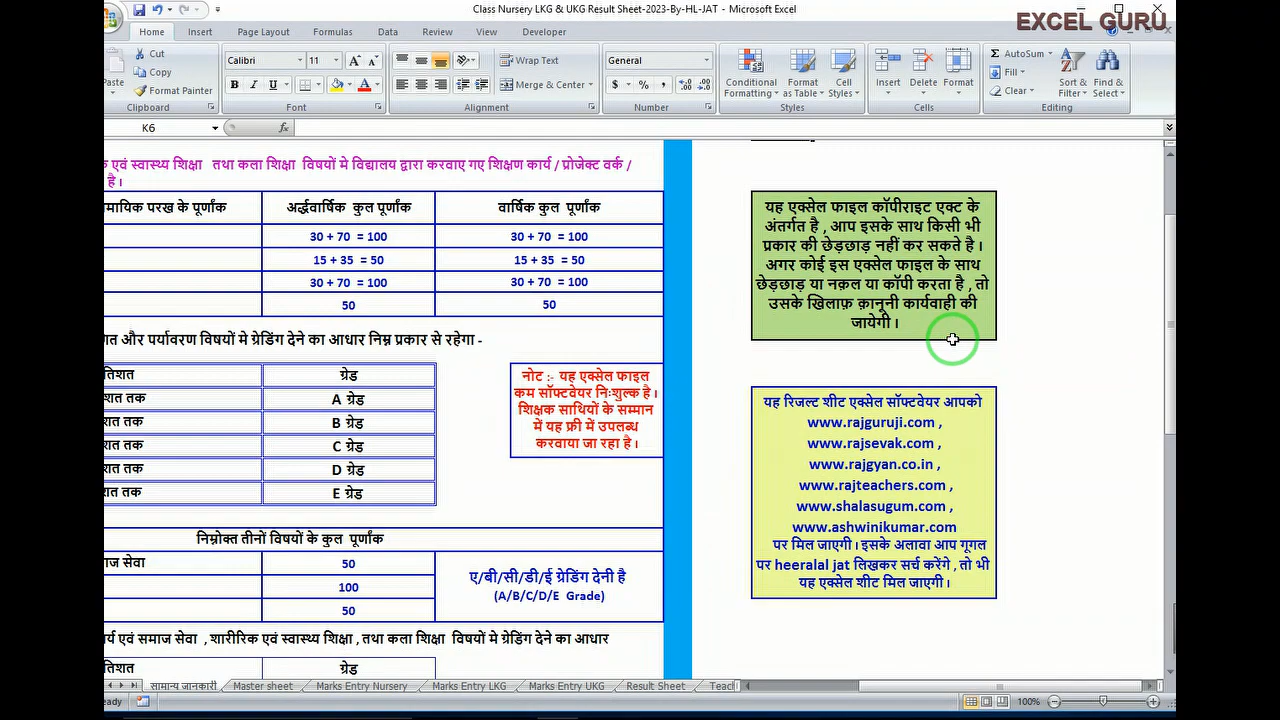 Class Nursery LKG & UKG Result Sheet-2023-By-HL-JAT - Microsoft Excel
EXCEL GURU
Home Insert Page Layout Formulas Data Review View Developer
Cut
Copy
Format Painter
Paste
Clipboard
Calibri 11
B I U
Font
Wrap Text
Merge & Center
Alignment
General
$ % ,
Number
Conditional Formatting
Format as Table
Cell Styles
Styles
Insert Delete Format
Cells
AutoSum
Fill
Clear
Sort & Filter
Find & Select
Editing
K6
fx
एवं स्वास्थ्य शिक्षा तथा कला शिक्षा विषयों मे विद्यालय द्वारा करवाए गए शिक्षण कार्य / प्रोजेक्ट वर्क /
है ।
मायिक परख के पूर्णांक अर्द्धवार्षिक कुल पूर्णांक वार्षिक कुल पूर्णांक
30 + 70 = 100 30 + 70 = 100
15 + 35 = 50 15 + 35 = 50
30 + 70 = 100 30 + 70 = 100
50 50
और पर्यावरण विषयों मे ग्रेडिंग देने का आधार निम्न प्रकार से रहेगा -
तिशत ग्रेड
शत तक A ग्रेड
शत तक B ग्रेड
शत तक C ग्रेड
शत तक D ग्रेड
शत तक E ग्रेड
नोट :- यह एक्सेल फाइल
कम सॉफ्टवेयर निःशुल्क है ।
शिक्षक साथियों के सम्मान
में यह फ्री में उपलब्ध
करवाया जा रहा है ।
निम्नोक्त तीनों विषयों के कुल पूर्णांक
माज सेवा 50
100
50
ए/बी/सी/डी/ई ग्रेडिंग देनी है
(A/B/C/D/E Grade)
र्य एवं समाज सेवा , शारीरिक एवं स्वास्थ्य शिक्षा , तथा कला शिक्षा विषयों मे ग्रेडिंग देने का आधार
तिशत ग्रेड
यह एक्सेल फाइल कॉपीराइट एक्ट के
अंतर्गत है , आप इसके साथ किसी भी
प्रकार की छेड़छाड़ नहीं कर सकते है ।
अगर कोई इस एक्सेल फाइल के साथ
छेड़छाड़ या नक़ल या कॉपी करता है , तो
उसके खिलाफ़ क़ानूनी कार्यवाही की
जायेगी ।
यह रिजल्ट शीट एक्सेल सॉफ्टवेयर आपको
www.rajguruji.com ,
www.rajsevak.com ,
www.rajgyan.co.in ,
www.rajteachers.com ,
www.shalasugum.com ,
www.ashwinikumar.com
पर मिल जाएगी । इसके अलावा आप गूगल
पर heeralal jat लिखकर सर्च करेंगे , तो भी
यह एक्सेल शीट मिल जाएगी ।
सामान्य जानकारी Master sheet Marks Entry Nursery Marks Entry LKG Marks Entry UKG Result Sheet Teacl
eady
100%